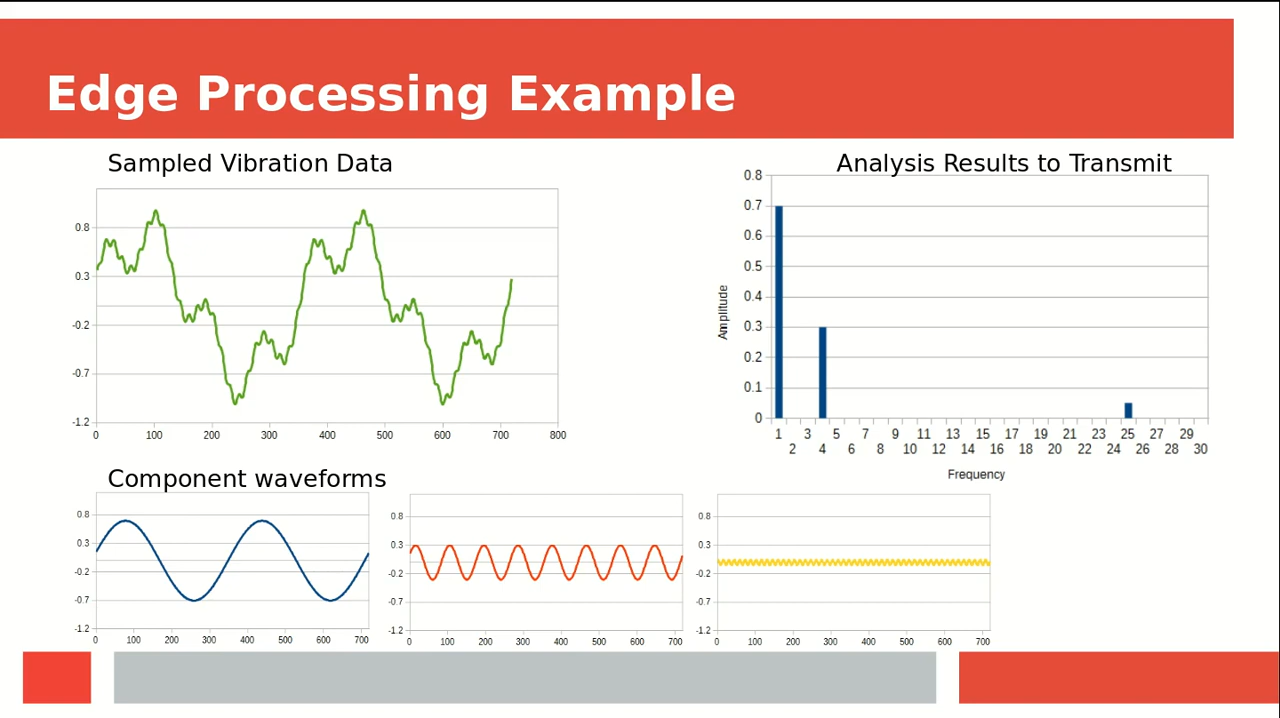 Edge Processing Example
Sampled Vibration Data
0.8
0.3
-0.2
-0.7
-1.2
0 100 200 300 400 500 600 700 800
Analysis Results to Transmit
0.8
0.7
0.6
0.5
0.4
0.3
0.2
0.1
0
Amplitude
1 3 5 7 9 11 13 15 17 19 21 23 25 27 29
2 4 6 8 10 12 14 16 18 20 22 24 26 28 30
Frequency
Component waveforms
0.8
0.3
-0.2
-0.7
-1.2
0 100 200 300 400 500 600 700
0.8
0.3
-0.2
-0.7
-1.2
0 100 200 300 400 500 600 700
0.8
0.3
-0.2
-0.7
-1.2
0 100 200 300 400 500 600 700